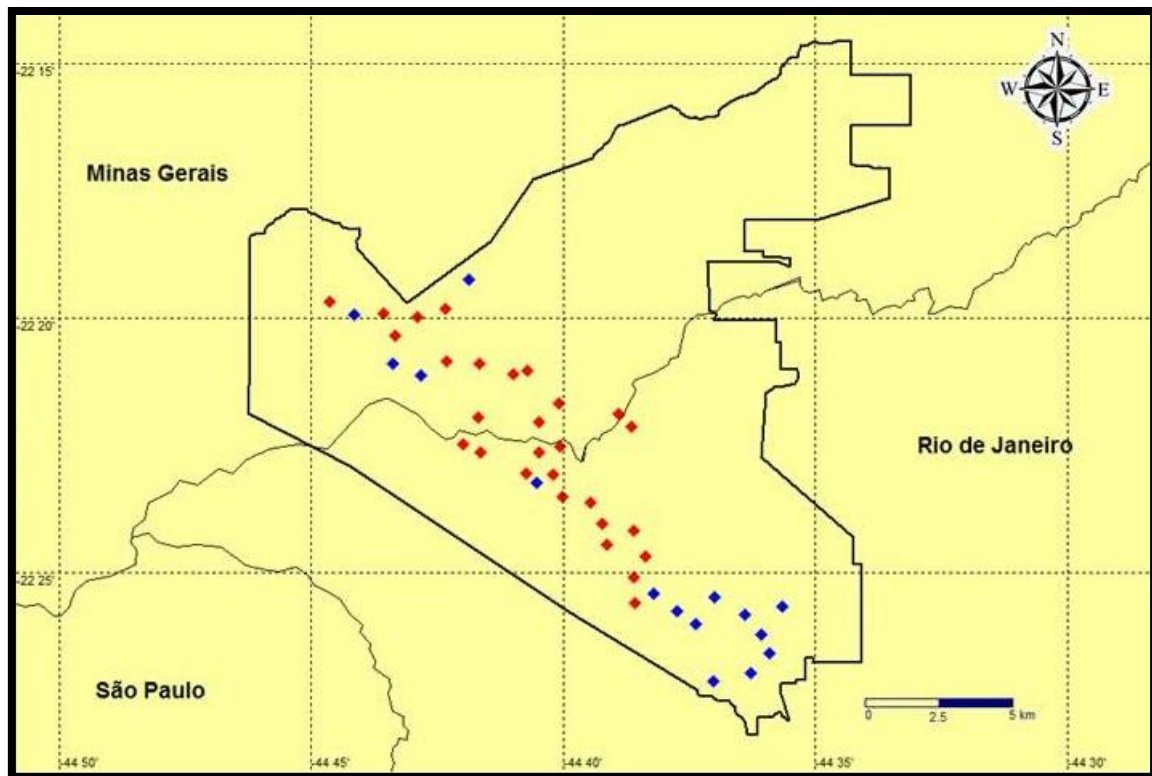 N
-22 15'
W
E
S
Minas Gerais
-22 20'
Rio de Janeiro
-22 25'
São Paulo
0 2.5 5 km
-44 50' -44 45' -44 40' -44 35' -44 30'